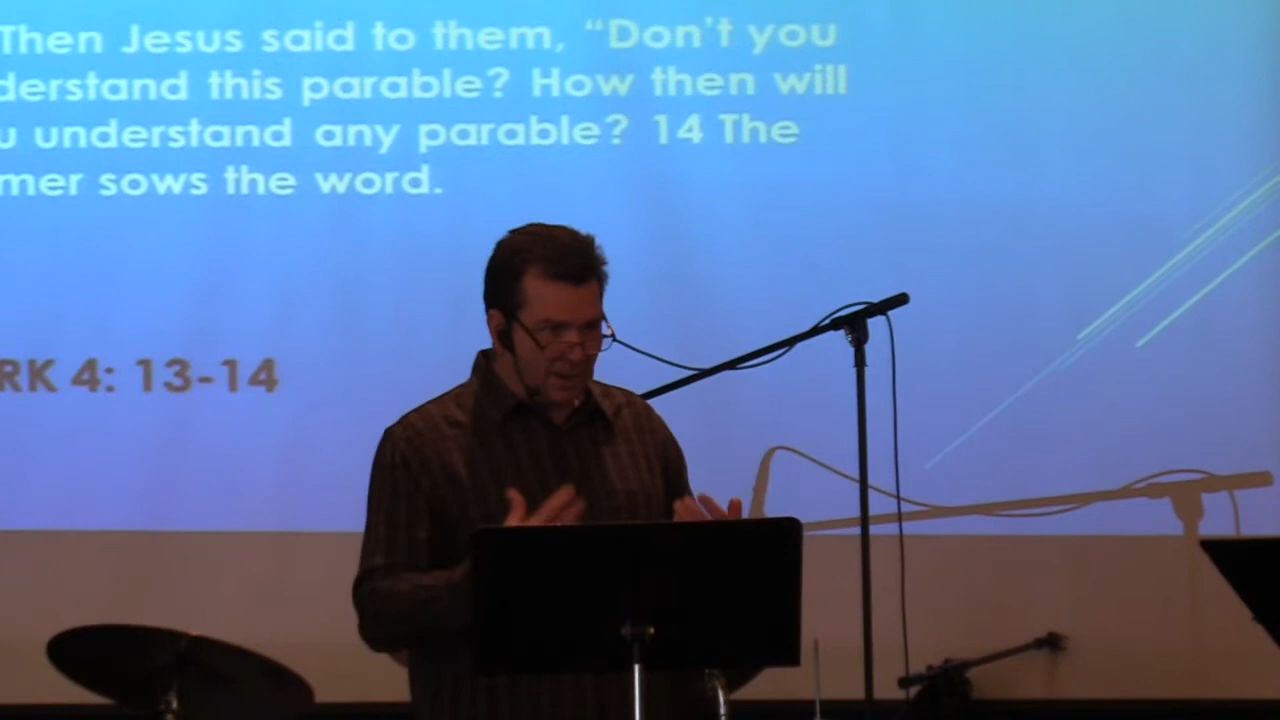 Then Jesus said to them, “Don’t you
derstand this parable? How then will
u understand any parable? 14 The
mer sows the word.
RK 4: 13-14